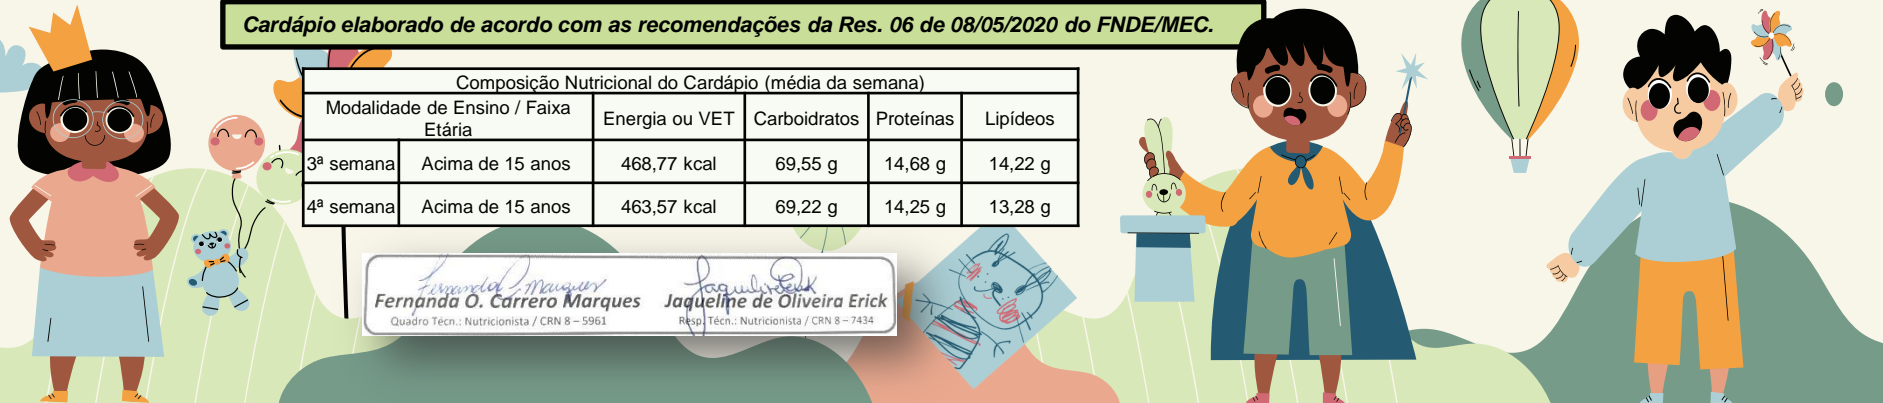 Cardápio elaborado de acordo com as recomendações da Res. 06 de 08/05/2020 do FNDE/MEC.
Composição Nutricional do Cardápio (média da semana)
Modalidade de Ensino / Faixa Etária Energia ou VET Carboidratos Proteínas Lipídeos
3ª semana Acima de 15 anos 468,77 kcal 69,55 g 14,68 g 14,22 g
4ª semana Acima de 15 anos 463,57 kcal 69,22 g 14,25 g 13,28 g
Fernanda O. Carrero Marques Jaqueline de Oliveira Erick
Quadro Técn.: Nutricionista / CRN 8 – 5961 Resp. Técn.: Nutricionista / CRN 8 – 7434